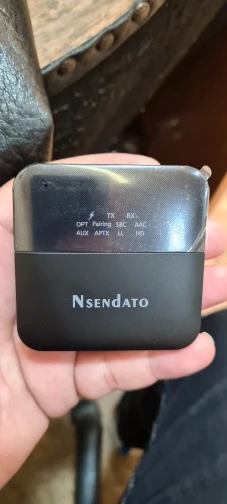 TX RX
OPT Pairing SBC AAC
AUX APTX LL HD
NSENDATO